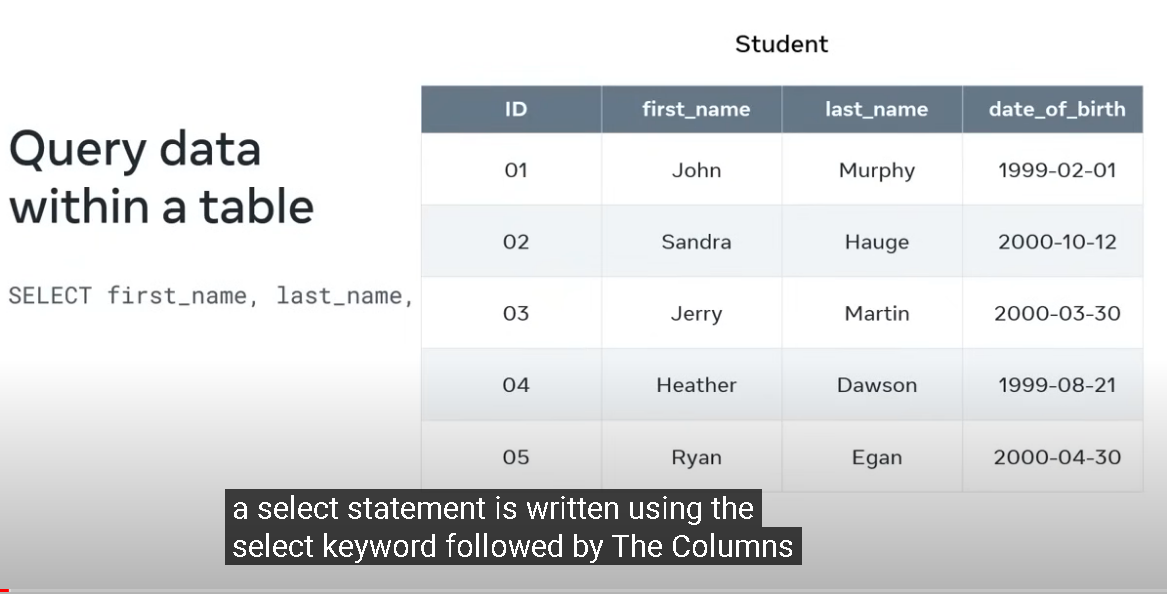 Student
Query data
within a table
SELECT first_name, last_name,
ID first_name last_name date_of_birth
01 John Murphy 1999-02-01
02 Sandra Hauge 2000-10-12
03 Jerry Martin 2000-03-30
04 Heather Dawson 1999-08-21
05 Ryan Egan 2000-04-30
a select statement is written using the
select keyword followed by The Columns